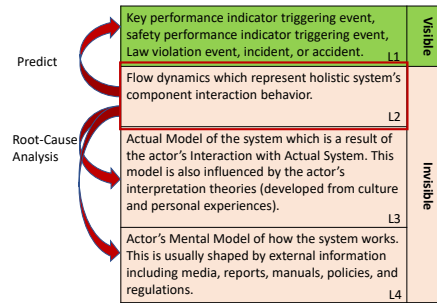 Key performance indicator triggering event,
safety performance indicator triggering event,
Law violation event, incident, or accident.
L1
Visible
Predict
Flow dynamics which represent holistic system's
component interaction behavior.
L2
Root-Cause
Analysis
Actual Model of the system which is a result of
the actor's Interaction with Actual System. This
model is also influenced by the actor's
interpretation theories (developed from culture
and personal experiences).
L3
Invisible
Actor's Mental Model of how the system works.
This is usually shaped by external information
including media, reports, manuals, policies, and
regulations.
L4